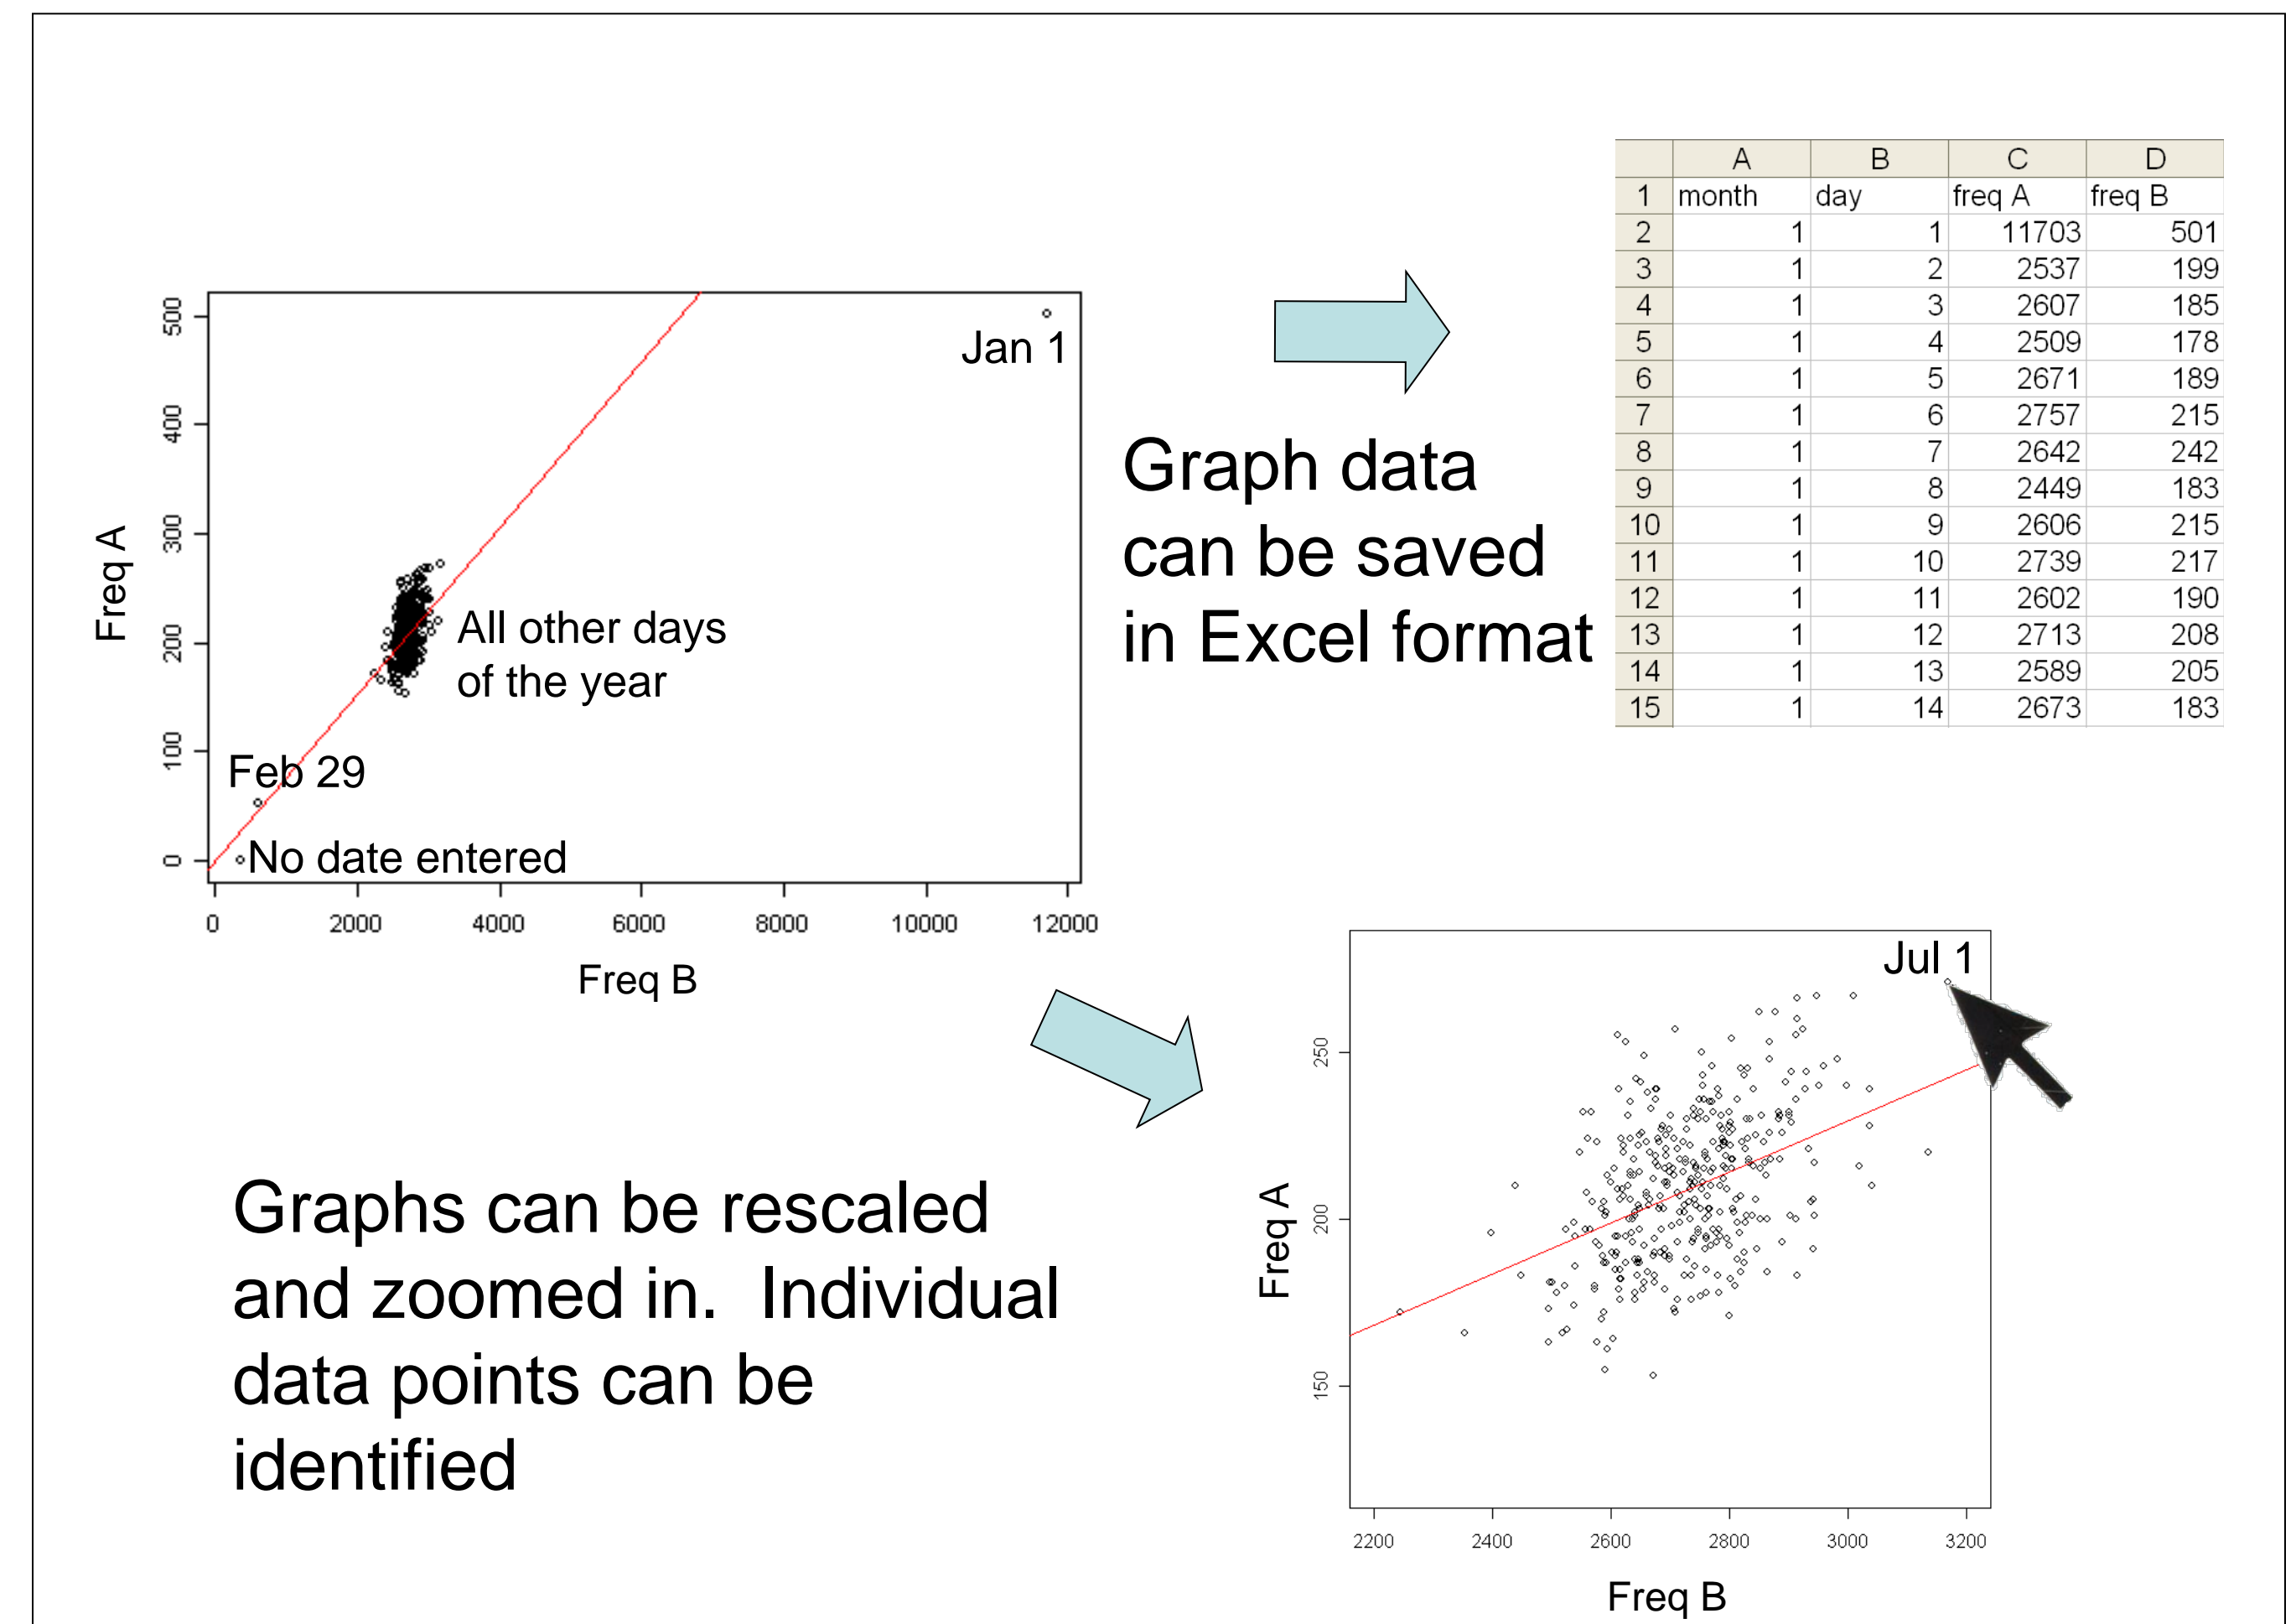 500
400
300
200
100
0
Freq A
Jan 1
All other days
of the year
Feb 29
No date entered
0 2000 4000 6000 8000 10000 12000
Freq B
Graph data
can be saved
in Excel format
A B C D
1 month day freq A freq B
2 1 1 11703 501
3 1 2 2537 199
4 1 3 2607 185
5 1 4 2509 178
6 1 5 2671 189
7 1 6 2757 215
8 1 7 2642 242
9 1 8 2449 183
10 1 9 2606 215
11 1 10 2739 217
12 1 11 2602 190
13 1 12 2713 208
14 1 13 2589 205
15 1 14 2673 183
Graphs can be rescaled
and zoomed in.  Individual
data points can be
identified
Jul 1
250
200
150
Freq A
2200 2400 2600 2800 3000 3200
Freq B